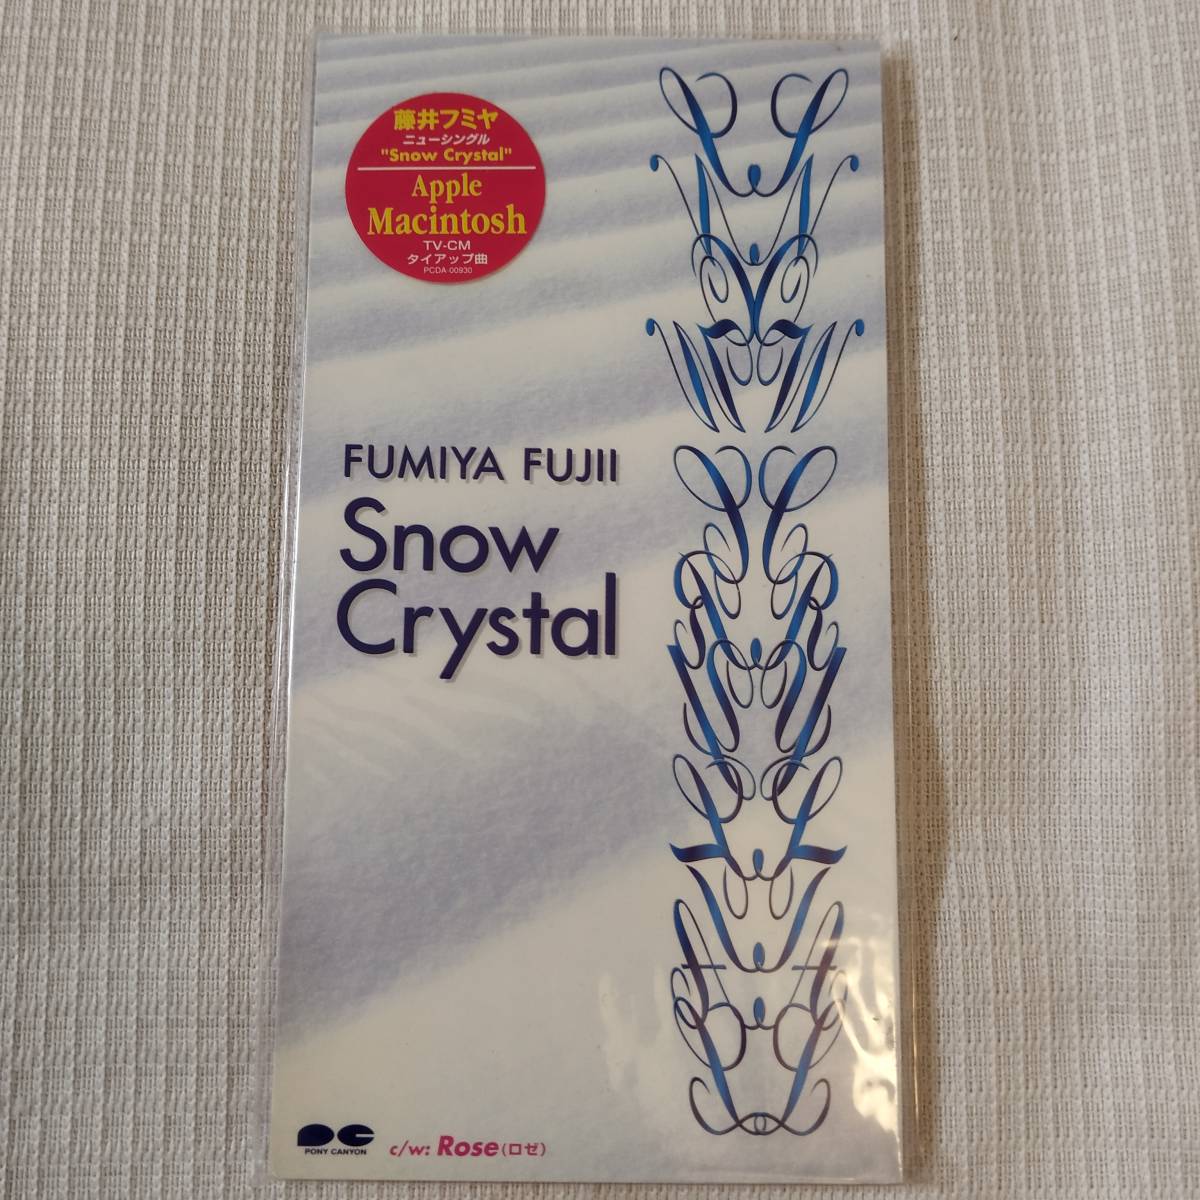 藤井フミヤ
ニューシングル
"Snow Crystal"
Apple
Macintosh
TV-CM
タイアップ曲
PCDA-00930
FUMIYA FUJII
Snow
Crystal
PONY CANYON
c/w: Rose (ロゼ)